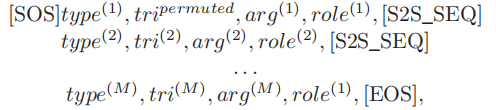 [SOS]type^{(1)}, tri^{permuted}, arg^{(1)}, role^{(1)}, [S2S_SEQ]
type^{(2)}, tri^{(2)}, arg^{(2)}, role^{(2)}, [S2S_SEQ]
...
type^{(M)}, tri^{(M)}, arg^{(M)}, role^{(1)}, [EOS],